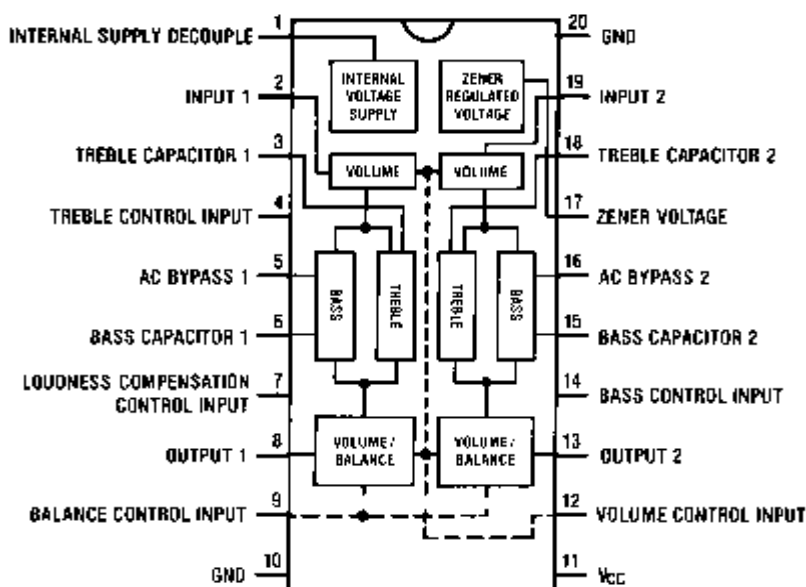 1
INTERNAL SUPPLY DECOUPLE
2
INPUT 1
3
TREBLE CAPACITOR 1
4
TREBLE CONTROL INPUT
5
AC BYPASS 1
6
BASS CAPACITOR 1
7
LOUDNESS COMPENSATION
CONTROL INPUT
8
OUTPUT 1
9
BALANCE CONTROL INPUT
10
GND
INTERNAL
VOLTAGE
SUPPLY
ZENER
REGULATED
VOLTAGE
VOLUME
VOLUME
BASS
TREBLE
TREBLE
BASS
VOLUME/
BALANCE
VOLUME/
BALANCE
20
GND
19
INPUT 2
18
TREBLE CAPACITOR 2
17
ZENER VOLTAGE
16
AC BYPASS 2
15
BASS CAPACITOR 2
14
BASS CONTROL INPUT
13
OUTPUT 2
12
VOLUME CONTROL INPUT
11
VCC